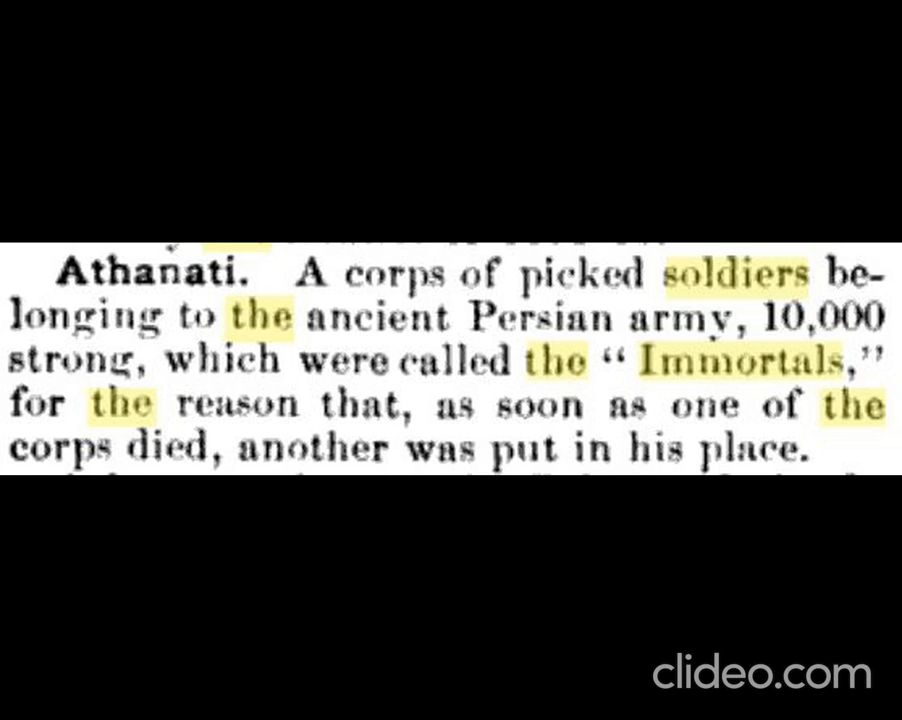 Athanati. A corps of picked soldiers be-
longing to the ancient Persian army, 10,000
strong, which were called the “Immortals,”
for the reason that, as soon as one of the
corps died, another was put in his place.
clideo.com